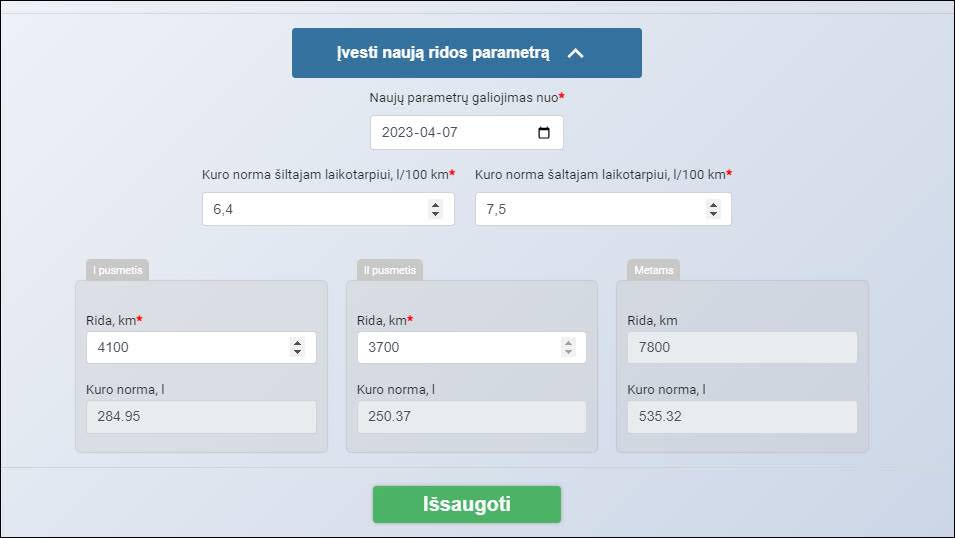 Įvesti naują ridos parametrą
Naujų parametrų galiojimas nuo*
2023-04-07
Kuro norma šiltajam laikotarpiui, l/100 km* Kuro norma šaltajam laikotarpiui, l/100 km*
6,4 7,5
I pusmetis II pusmetis Metams
Rida, km* Rida, km* Rida, km
4100 3700 7800
Kuro norma, l Kuro norma, l Kuro norma, l
284.95 250.37 535.32
Išsaugoti